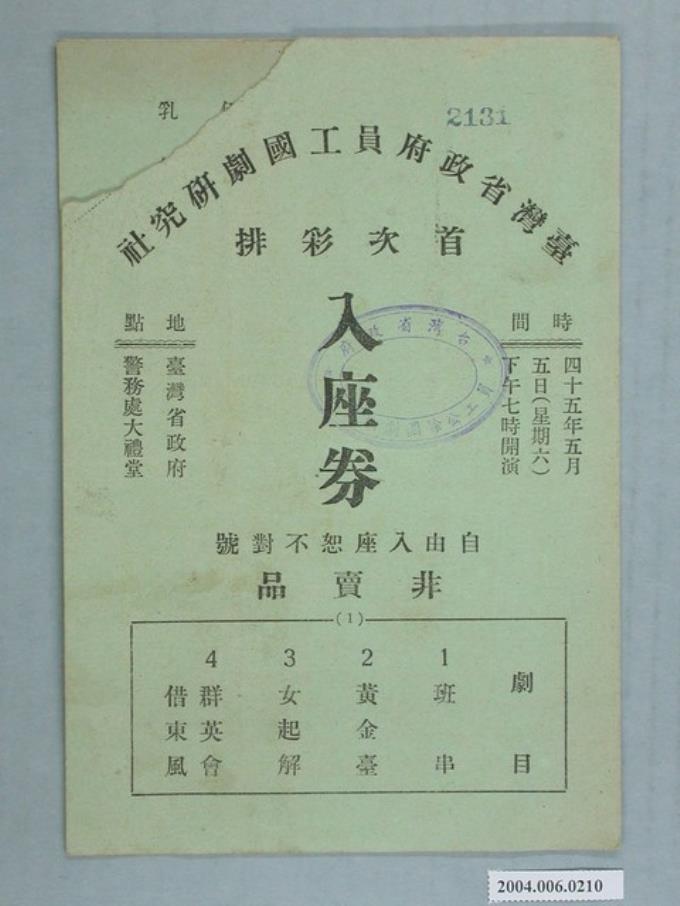 2131
臺灣省政府員工國劇研究社
首次彩排
入座券
時間
四十五年五月
五日(星期六)
下午七時開演
地點
臺灣省政府
警務處大禮堂
自由入座恕不對號
非賣品
(1)
劇目
1 班串
2 黃金臺
3 女起解
4 群英會
借東風
2004.006.0210